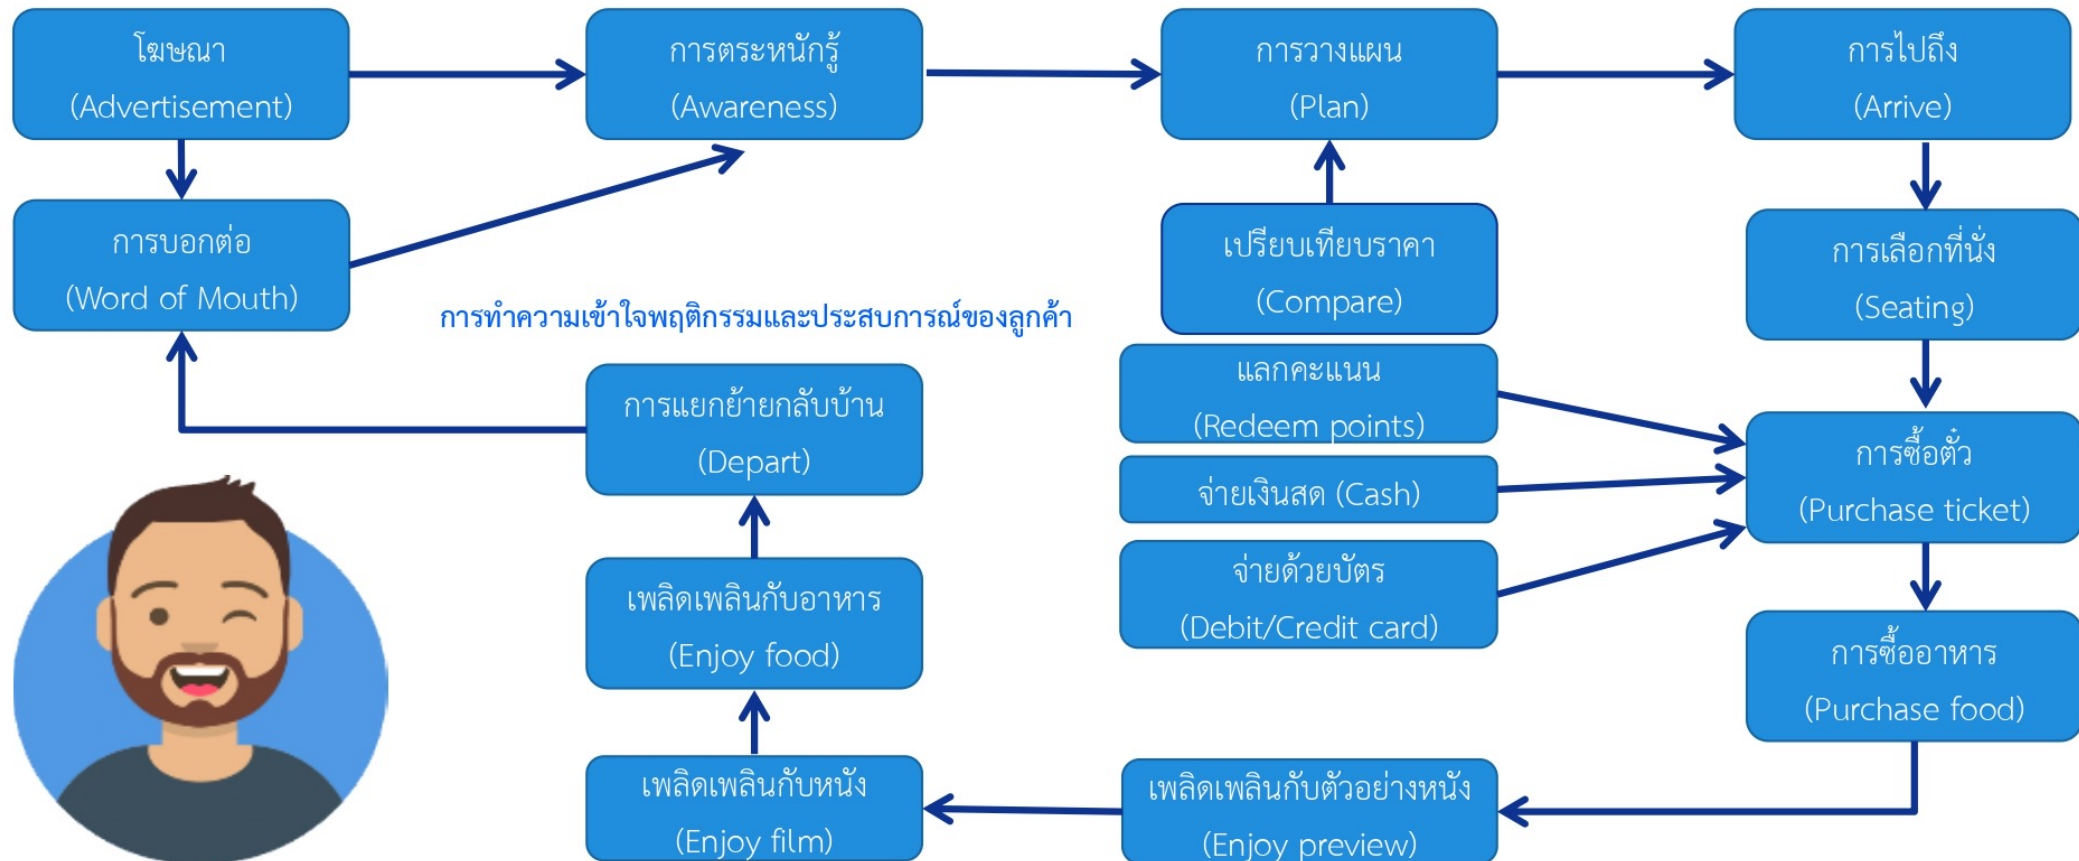 โฆษณา
(Advertisement)
การตระหนักรู้
(Awareness)
การวางแผน
(Plan)
การไปถึง
(Arrive)
การบอกต่อ
(Word of Mouth)
เปรียบเทียบราคา
(Compare)
การเลือกที่นั่ง
(Seating)
การทำความเข้าใจพฤติกรรมและประสบการณ์ของลูกค้า
แลกคะแนน
(Redeem points)
การแยกย้ายกลับบ้าน
(Depart)
จ่ายเงินสด (Cash)
การซื้อตั๋ว
(Purchase ticket)
เพลิดเพลินกับอาหาร
(Enjoy food)
จ่ายด้วยบัตร
(Debit/Credit card)
การซื้ออาหาร
(Purchase food)
เพลิดเพลินกับหนัง
(Enjoy film)
เพลิดเพลินกับตัวอย่างหนัง
(Enjoy preview)